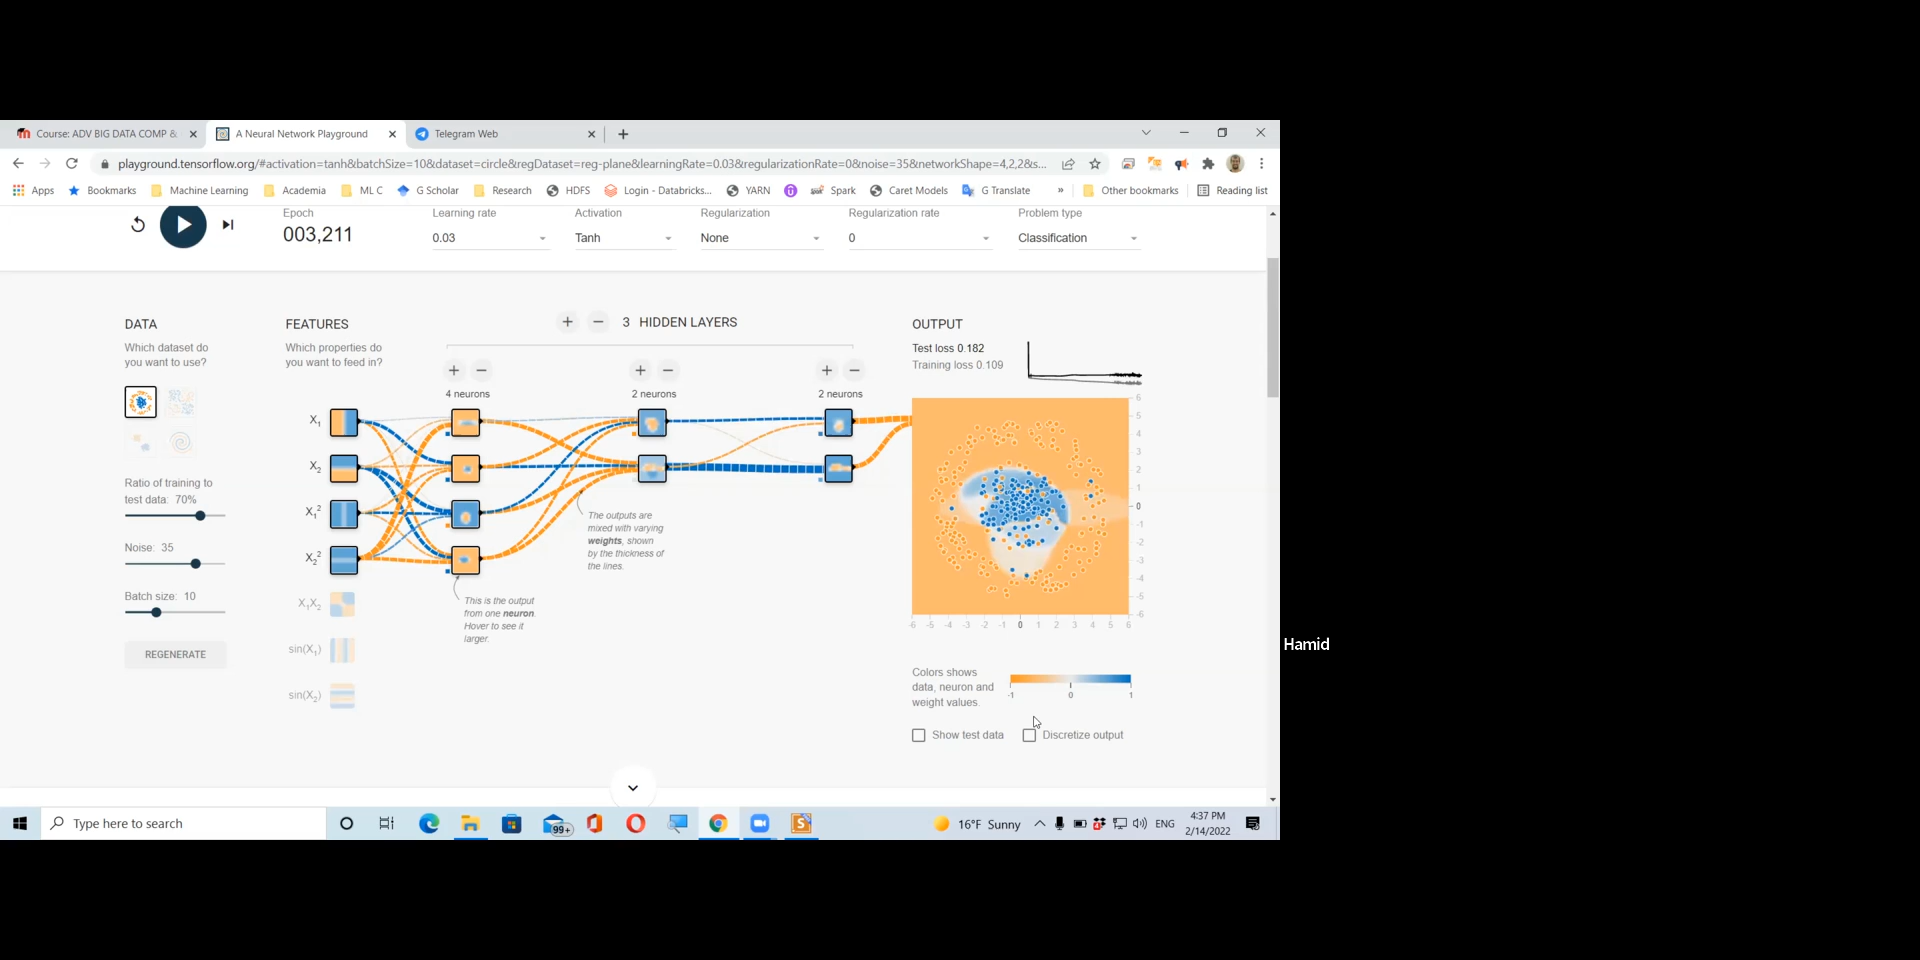 Course: ADV BIG DATA COMP &
A Neural Network Playground
Telegram Web
playground.tensorflow.org/#activation=tanh&batchSize=10&dataset=circle&regDataset=reg-plane&learningRate=0.03&regularizationRate=0&noise=35&networkShape=4,2,2&s...
Apps Bookmarks Machine Learning Academia ML C G Scholar Research HDFS Login - Databricks... YARN Spark Caret Models G Translate » Other bookmarks Reading list
Epoch Learning rate Activation Regularization Regularization rate Problem type
003,211 0.03 Tanh None 0 Classification
DATA
Which dataset do
you want to use?
Ratio of training to
test data: 70%
Noise: 35
Batch size: 10
REGENERATE
FEATURES
Which properties do
you want to feed in?
X₁
X₂
X₁²
X₂²
X₁X₂
sin(X₁)
sin(X₂)
+ − 3 HIDDEN LAYERS
+ − + − + −
4 neurons 2 neurons 2 neurons
The outputs are
mixed with varying
weights, shown
by the thickness of
the lines.
This is the output
from one neuron.
Hover to see it
larger.
OUTPUT
Test loss 0.182
Training loss 0.109
6
5
4
3
2
1
0
-1
-2
-3
-4
-5
-6
-6 -5 -4 -3 -2 -1 0 1 2 3 4 5 6
Colors shows
data, neuron and
weight values.
-1 0 1
Show test data Discretize output
Hamid
Type here to search
99+
16°F Sunny
ENG
4:37 PM
2/14/2022